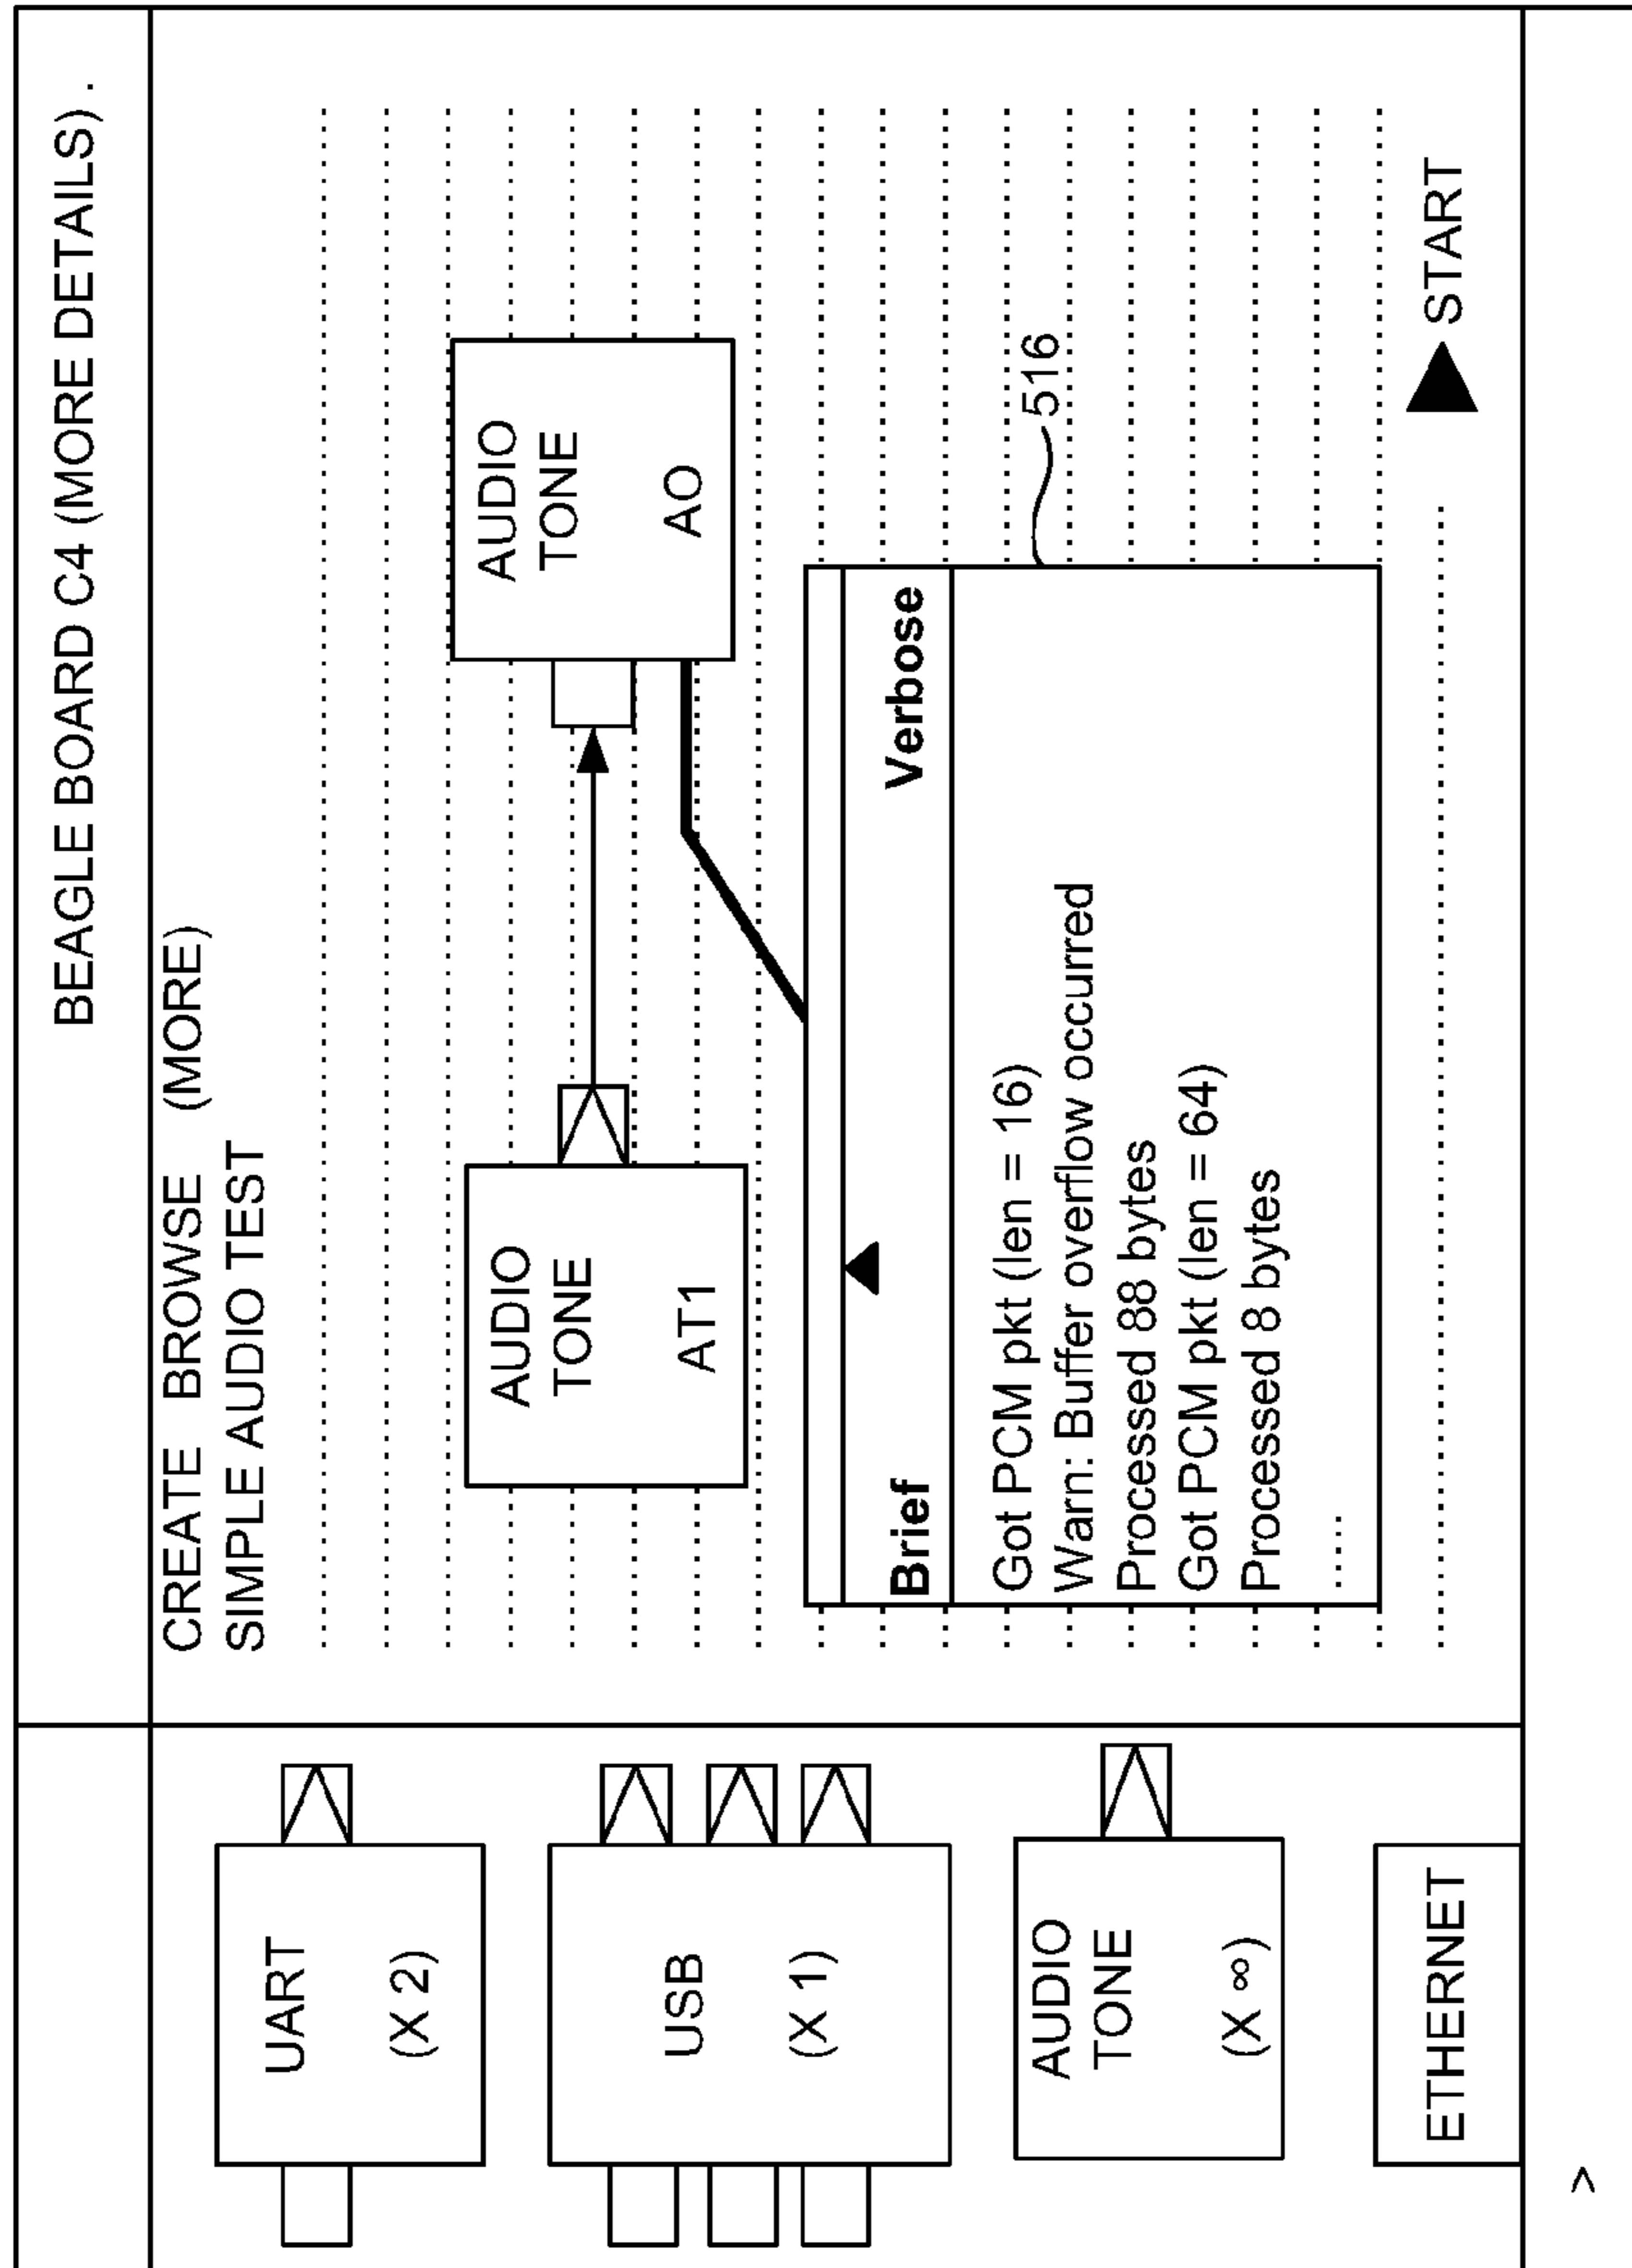 BEAGLE BOARD C4 (MORE DETAILS).
CREATE BROWSE (MORE)
SIMPLE AUDIO TEST
UART
(X 2)
USB
(X 1)
AUDIO
TONE
(X ∞)
ETHERNET
AUDIO
TONE
AT1
AUDIO
TONE
AO
Brief Verbose
Got PCM pkt (len = 16)
Warn: Buffer overflow occurred
Processed 88 bytes
Got PCM pkt (len = 64)
Processed 8 bytes
.....
516
START
>